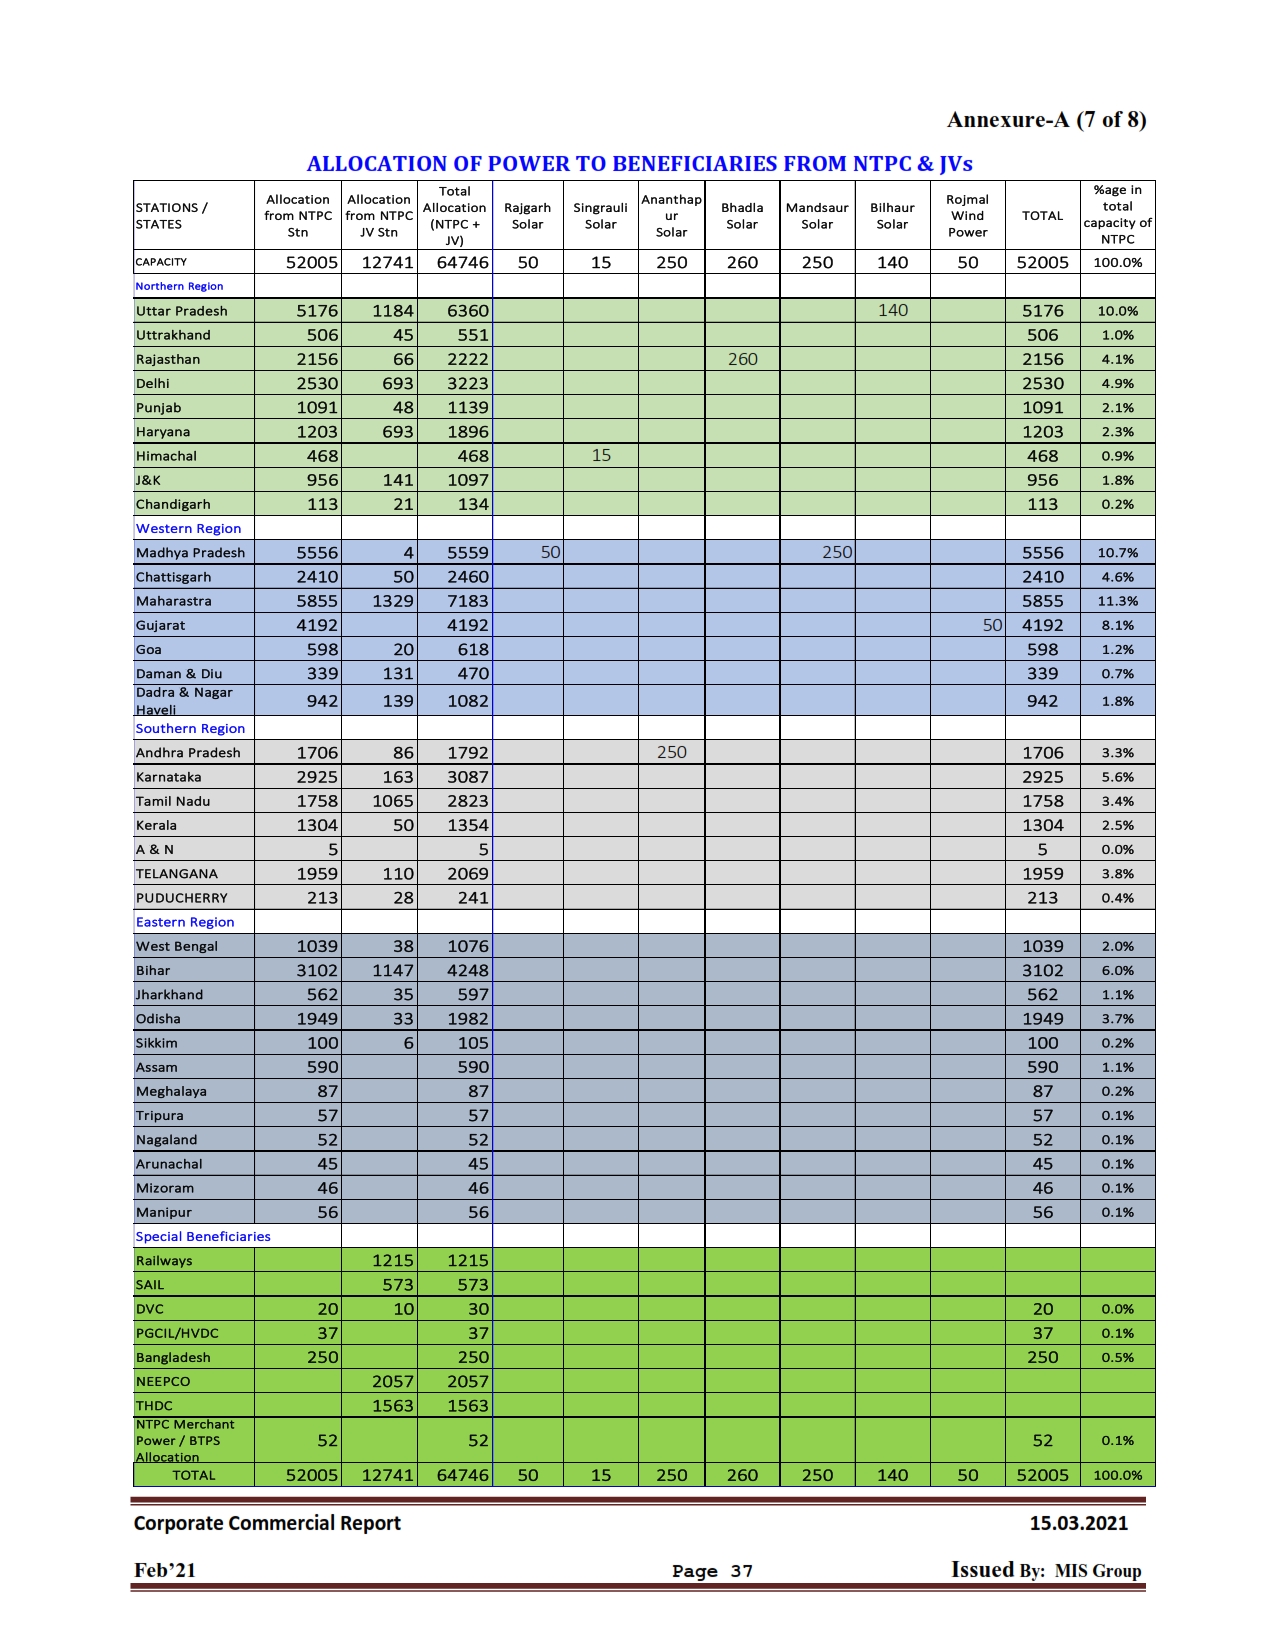 Annexure-A (7 of 8)
ALLOCATION OF POWER TO BENEFICIARIES FROM NTPC & JVs
STATIONS / STATES Allocation from NTPC Stn Allocation from NTPC JV Stn Total Allocation (NTPC + JV) Rajgarh Solar Singrauli Solar Ananthap ur Solar Bhadla Solar Mandsaur Solar Bilhaur Solar Rojmal Wind Power TOTAL %age in total capacity of NTPC
CAPACITY 52005 12741 64746 50 15 250 260 250 140 50 52005 100.0%
Northern Region
Uttar Pradesh 5176 1184 6360 140 5176 10.0%
Uttrakhand 506 45 551 506 1.0%
Rajasthan 2156 66 2222 260 2156 4.1%
Delhi 2530 693 3223 2530 4.9%
Punjab 1091 48 1139 1091 2.1%
Haryana 1203 693 1896 1203 2.3%
Himachal 468 468 15 468 0.9%
J&K 956 141 1097 956 1.8%
Chandigarh 113 21 134 113 0.2%
Western Region
Madhya Pradesh 5556 4 5559 50 250 5556 10.7%
Chattisgarh 2410 50 2460 2410 4.6%
Maharastra 5855 1329 7183 5855 11.3%
Gujarat 4192 4192 50 4192 8.1%
Goa 598 20 618 598 1.2%
Daman & Diu 339 131 470 339 0.7%
Dadra & Nagar Haveli 942 139 1082 942 1.8%
Southern Region
Andhra Pradesh 1706 86 1792 250 1706 3.3%
Karnataka 2925 163 3087 2925 5.6%
Tamil Nadu 1758 1065 2823 1758 3.4%
Kerala 1304 50 1354 1304 2.5%
A & N 5 5 5 0.0%
TELANGANA 1959 110 2069 1959 3.8%
PUDUCHERRY 213 28 241 213 0.4%
Eastern Region
West Bengal 1039 38 1076 1039 2.0%
Bihar 3102 1147 4248 3102 6.0%
Jharkhand 562 35 597 562 1.1%
Odisha 1949 33 1982 1949 3.7%
Sikkim 100 6 105 100 0.2%
Assam 590 590 590 1.1%
Meghalaya 87 87 87 0.2%
Tripura 57 57 57 0.1%
Nagaland 52 52 52 0.1%
Arunachal 45 45 45 0.1%
Mizoram 46 46 46 0.1%
Manipur 56 56 56 0.1%
Special Beneficiaries
Railways 1215 1215
SAIL 573 573
DVC 20 10 30 20 0.0%
PGCIL/HVDC 37 37 37 0.1%
Bangladesh 250 250 250 0.5%
NEEPCO 2057 2057
THDC 1563 1563
NTPC Merchant Power / BTPS Allocation 52 52 52 0.1%
TOTAL 52005 12741 64746 50 15 250 260 250 140 50 52005 100.0%
Corporate Commercial Report 15.03.2021
Feb’21 Page 37 Issued By: MIS Group